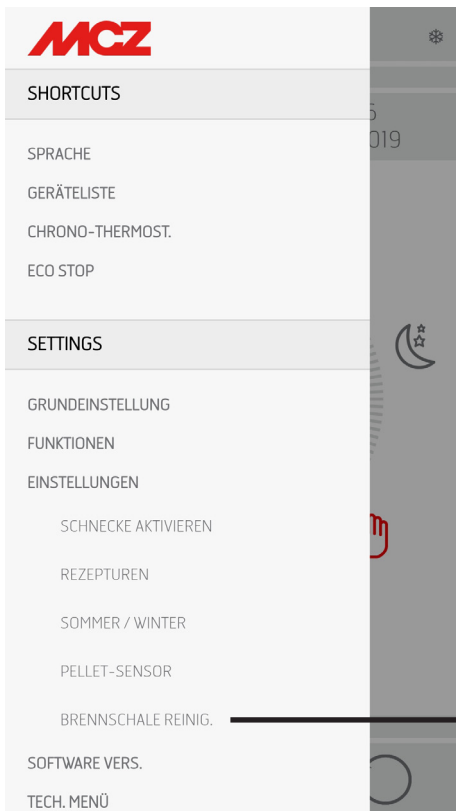 MCZ
SHORTCUTS
SPRACHE
GERÄTELISTE
CHRONO-THERMOST.
ECO STOP
SETTINGS
GRUNDEINSTELLUNG
FUNKTIONEN
EINSTELLUNGEN
SCHNECKE AKTIVIEREN
REZEPTUREN
SOMMER / WINTER
PELLET-SENSOR
BRENNSCHALE REINIG.
SOFTWARE VERS.
TECH. MENÜ
019